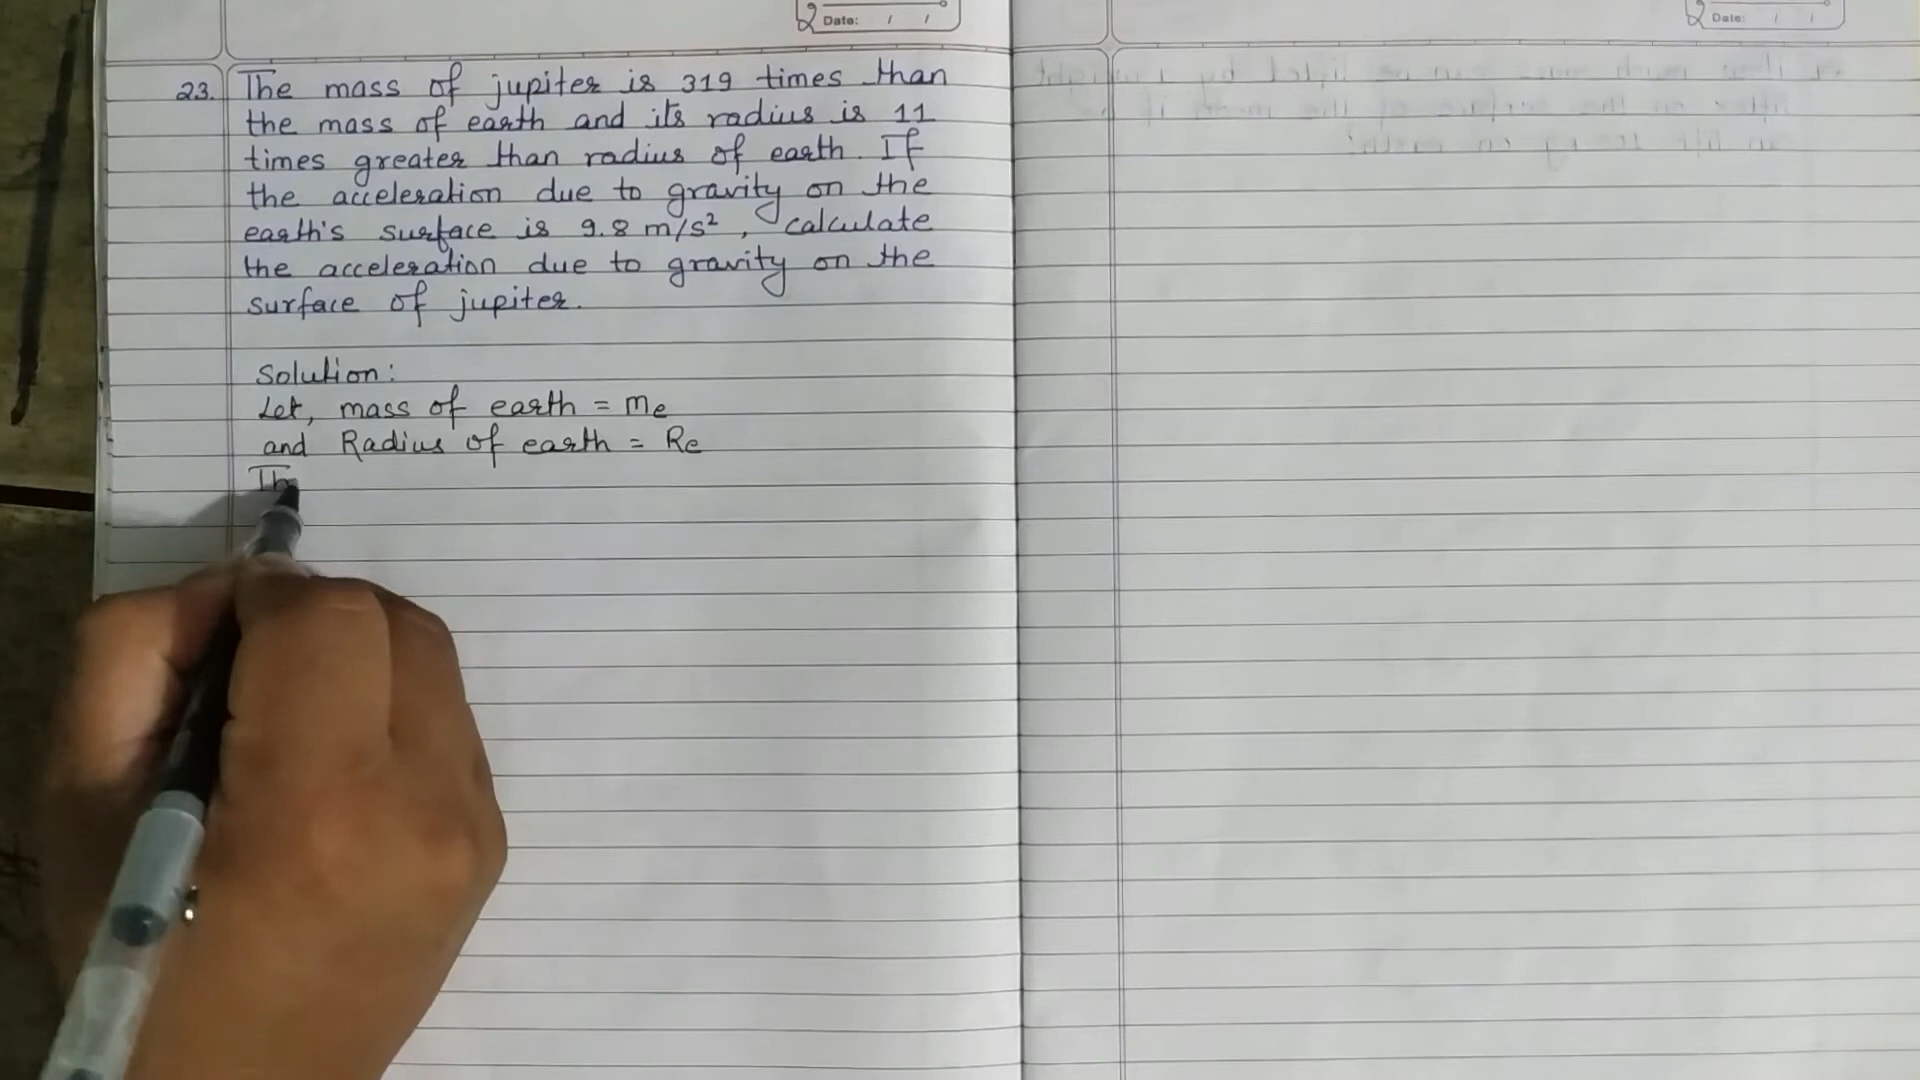 Date: / /
Date: / /
23. The mass of jupiter is 319 times than
the mass of earth and its radius is 11
times greater than radius of earth. If
the acceleration due to gravity on the
earth's surface is 9.8 m/s², calculate
the acceleration due to gravity on the
surface of jupiter.
Solution:
Let, mass of earth = Me
and Radius of earth = Re
Th